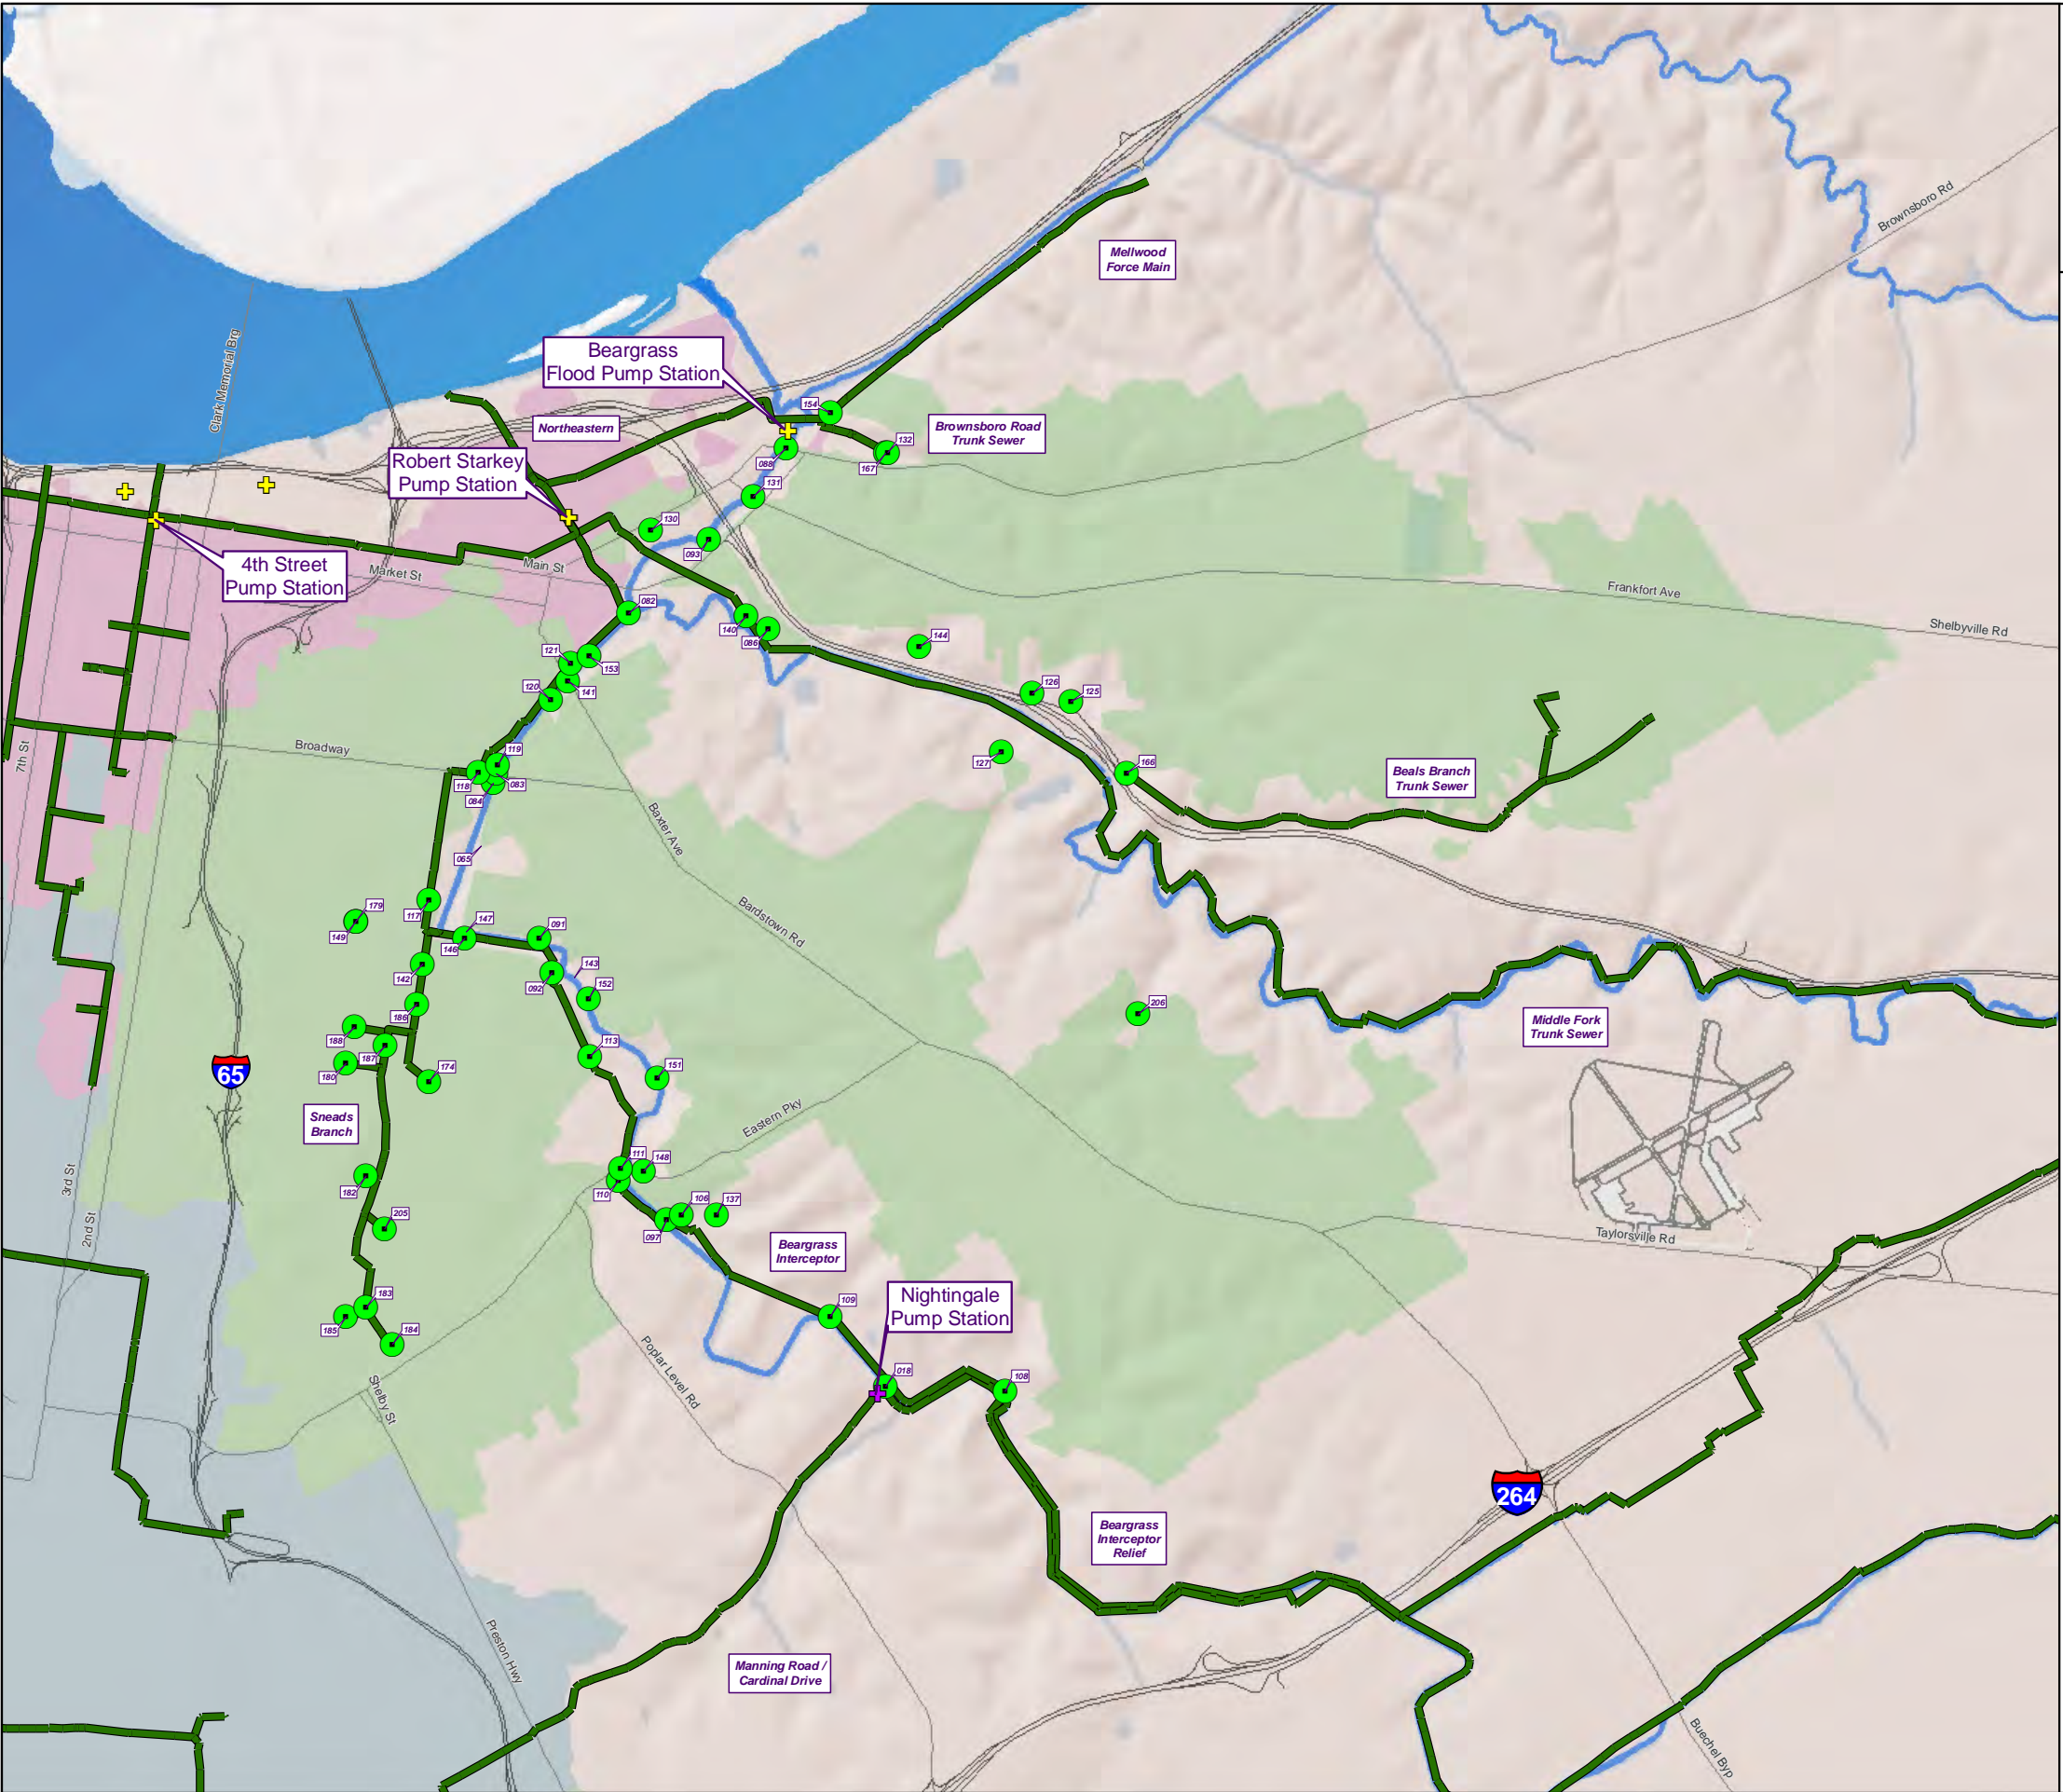 Brownsboro Rd
Mellwood
Force Main
Clark Memorial Brg
Beargrass
Flood Pump Station
154
Northeastern
Brownsboro Road
Trunk Sewer
132
088
167
Robert Starkey
Pump Station
131
130
093
4th Street
Pump Station
Main St
Market St
Frankfort Ave
082
140
086
144
Shelbyville Rd
121
153
120
141
126
125
Broadway
119
7th St
127
166
118
083
084
Beals Branch
Trunk Sewer
Baxter Ave
065
179
117
149
147
146
091
Bardstown Rd
142
143
092
152
186
206
188
187
113
Middle Fork
Trunk Sewer
65
180
174
151
Sneads
Branch
Eastern Pky
111
148
3rd St
182
110
106
137
205
097
2nd St
Taylorsville Rd
Beargrass
Interceptor
183
109
Nightingale
Pump Station
185
184
Poplar Level Rd
Shelby St
018
108
264
Beargrass
Interceptor
Relief
Preston Hwy
Manning Road /
Cardinal Drive
Buechel Byp